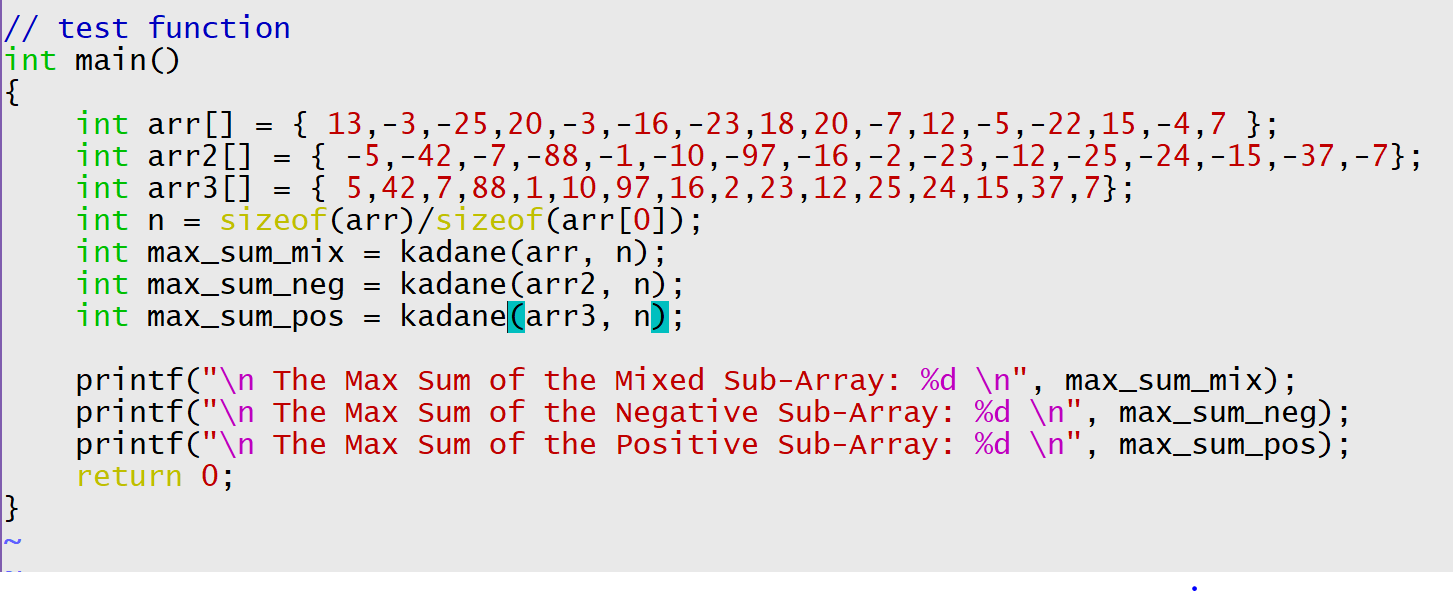 // test function
int main()
{
    int arr[] = { 13,-3,-25,20,-3,-16,-23,18,20,-7,12,-5,-22,15,-4,7 };
    int arr2[] = { -5,-42,-7,-88,-1,-10,-97,-16,-2,-23,-12,-25,-24,-15,-37,-7};
    int arr3[] = { 5,42,7,88,1,10,97,16,2,23,12,25,24,15,37,7};
    int n = sizeof(arr)/sizeof(arr[0]);
    int max_sum_mix = kadane(arr, n);
    int max_sum_neg = kadane(arr2, n);
    int max_sum_pos = kadane(arr3, n);

    printf("\n The Max Sum of the Mixed Sub-Array: %d \n", max_sum_mix);
    printf("\n The Max Sum of the Negative Sub-Array: %d \n", max_sum_neg);
    printf("\n The Max Sum of the Positive Sub-Array: %d \n", max_sum_pos);
    return 0;
}
~